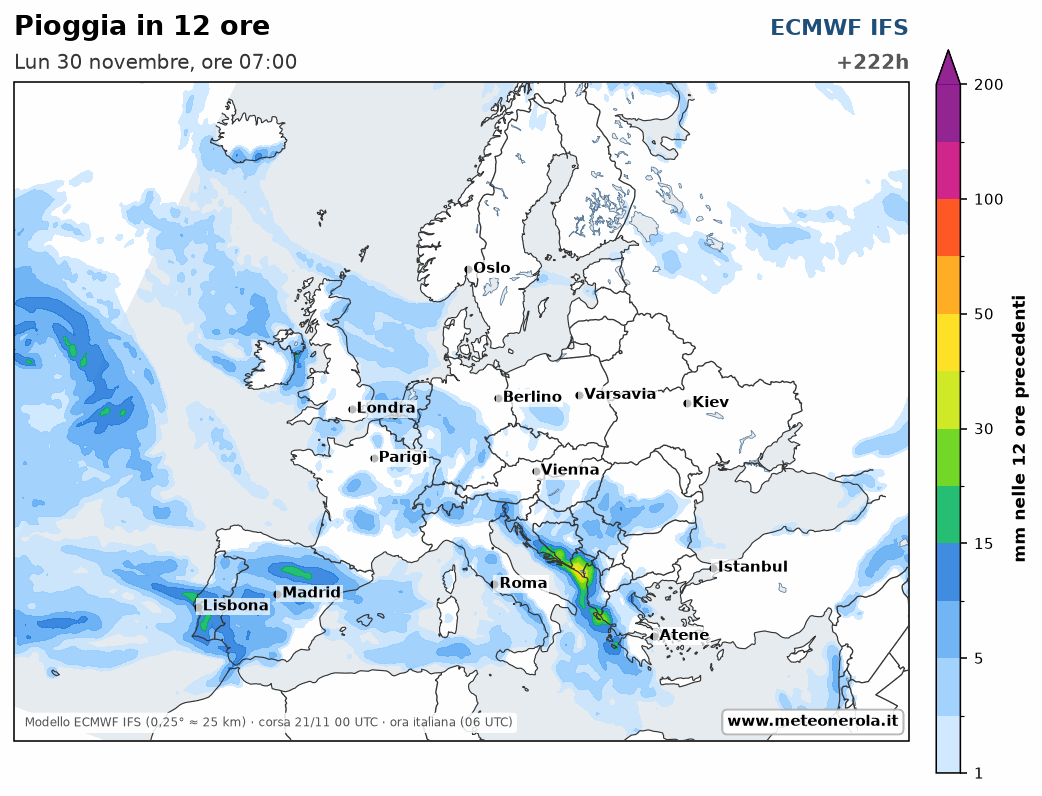 Pioggia in 12 ore
ECMWF IFS
Lun 30 novembre, ore 07:00
+222h
200
100
50
30
15
5
1
mm nelle 12 ore precedenti
Oslo
Berlino
Varsavia
Kiev
Londra
Parigi
Vienna
Istanbul
Roma
Madrid
Lisbona
Atene
Modello ECMWF IFS (0,25° ≈ 25 km) · corsa 21/11 00 UTC · ora italiana (06 UTC)
www.meteonerola.it